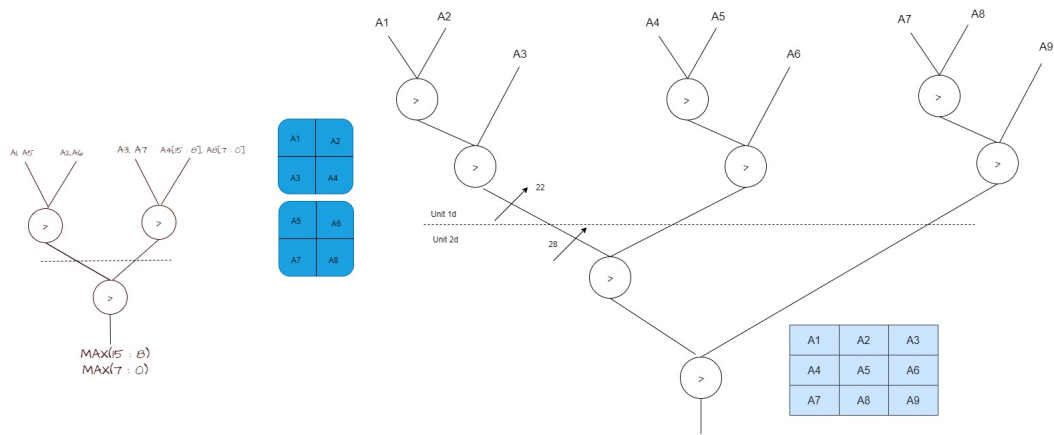 A1, A5
A2,A6
A3, A7
A4[15 : 8], A8[7 : 0]
>
>
>
MAX(15 : 8)
MAX(7 : 0)
A1 A2
A3 A4
A5 A6
A7 A8
A1 A2
A3
>
>
A4 A5
A6
>
>
A7 A8
A9
>
>
22
Unit 1d
Unit 2d
28
>
>
A1 A2 A3
A4 A5 A6
A7 A8 A9